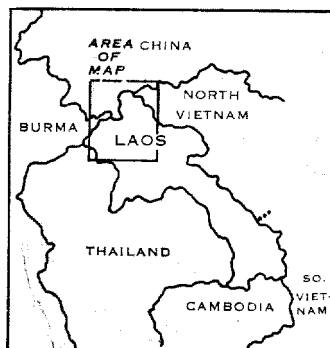 AREA CHINA
OF
MAP
NORTH
VIETNAM
BURMA
LAOS
THAILAND
SO.
VIET-
NAM
CAMBODIA